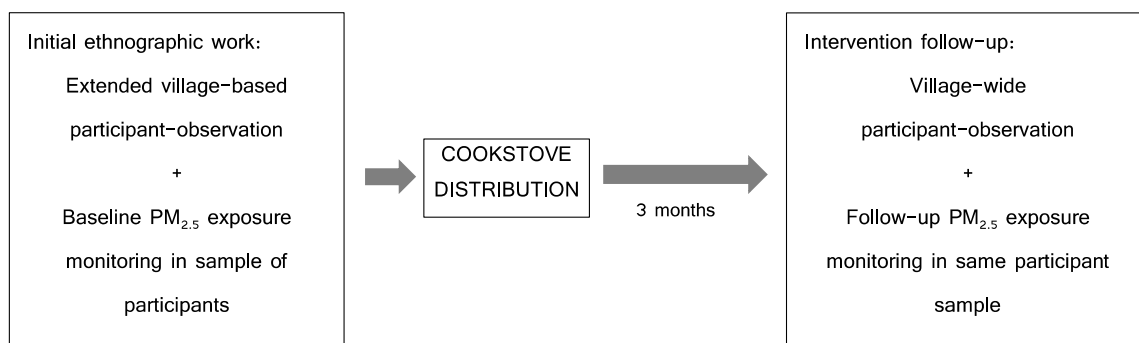 Initial ethnographic work:
Extended village-based
participant-observation
+
Baseline PM₂.₅ exposure
monitoring in sample of
participants
COOKSTOVE
DISTRIBUTION
3 months
Intervention follow-up:
Village-wide
participant-observation
+
Follow-up PM₂.₅ exposure
monitoring in same participant
sample